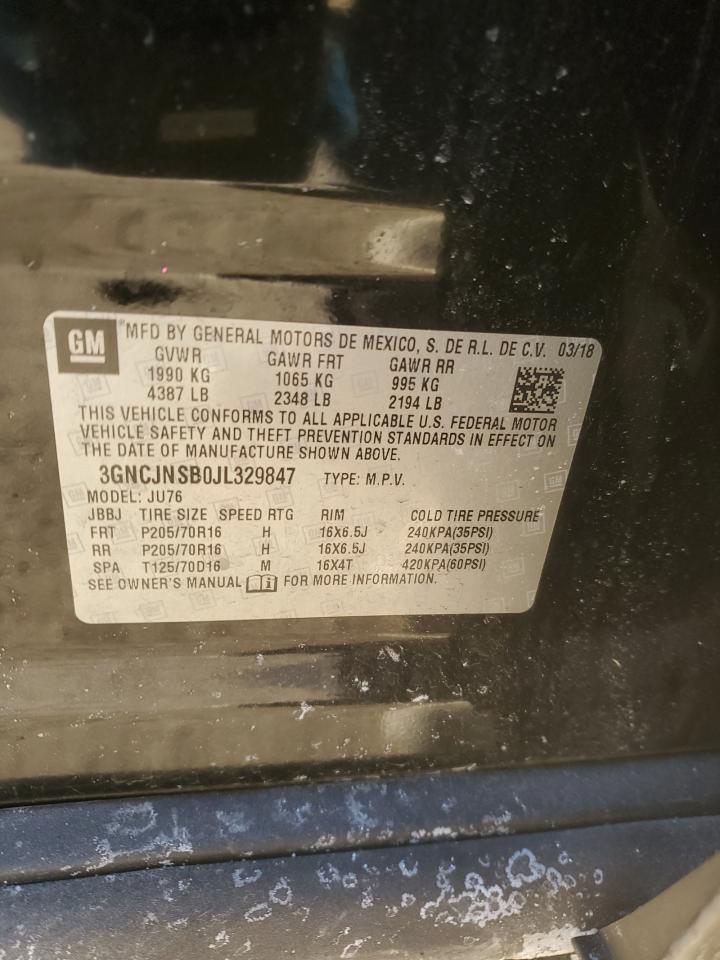 GM MFD BY GENERAL MOTORS DE MEXICO, S. DE R.L. DE C.V. 03/18
GVWR GAWR FRT GAWR RR
1990 KG 1065 KG 995 KG
4387 LB 2348 LB 2194 LB
THIS VEHICLE CONFORMS TO ALL APPLICABLE U.S. FEDERAL MOTOR
VEHICLE SAFETY AND THEFT PREVENTION STANDARDS IN EFFECT ON
THE DATE OF MANUFACTURE SHOWN ABOVE.
3GNCJNSB0JL329847 TYPE: M.P.V.
MODEL: JU76
JBBJ TIRE SIZE SPEED RTG RIM COLD TIRE PRESSURE
FRT P205/70R16 H 16X6.5J 240KPA(35PSI)
RR P205/70R16 H 16X6.5J 240KPA(35PSI)
SPA T125/70D16 M 16X4T 420KPA(60PSI)
SEE OWNER'S MANUAL FOR MORE INFORMATION.